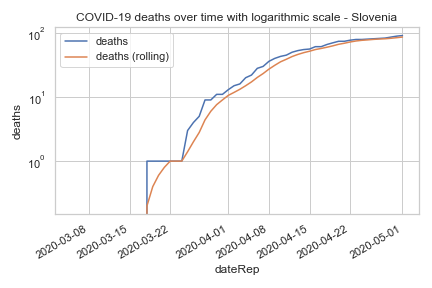 COVID-19 deaths over time with logarithmic scale - Slovenia
deaths
deaths (rolling)
10²
10¹
10⁰
deaths
2020-03-08
2020-03-15
2020-03-22
2020-04-01
2020-04-08
2020-04-15
2020-04-22
2020-05-01
dateRep